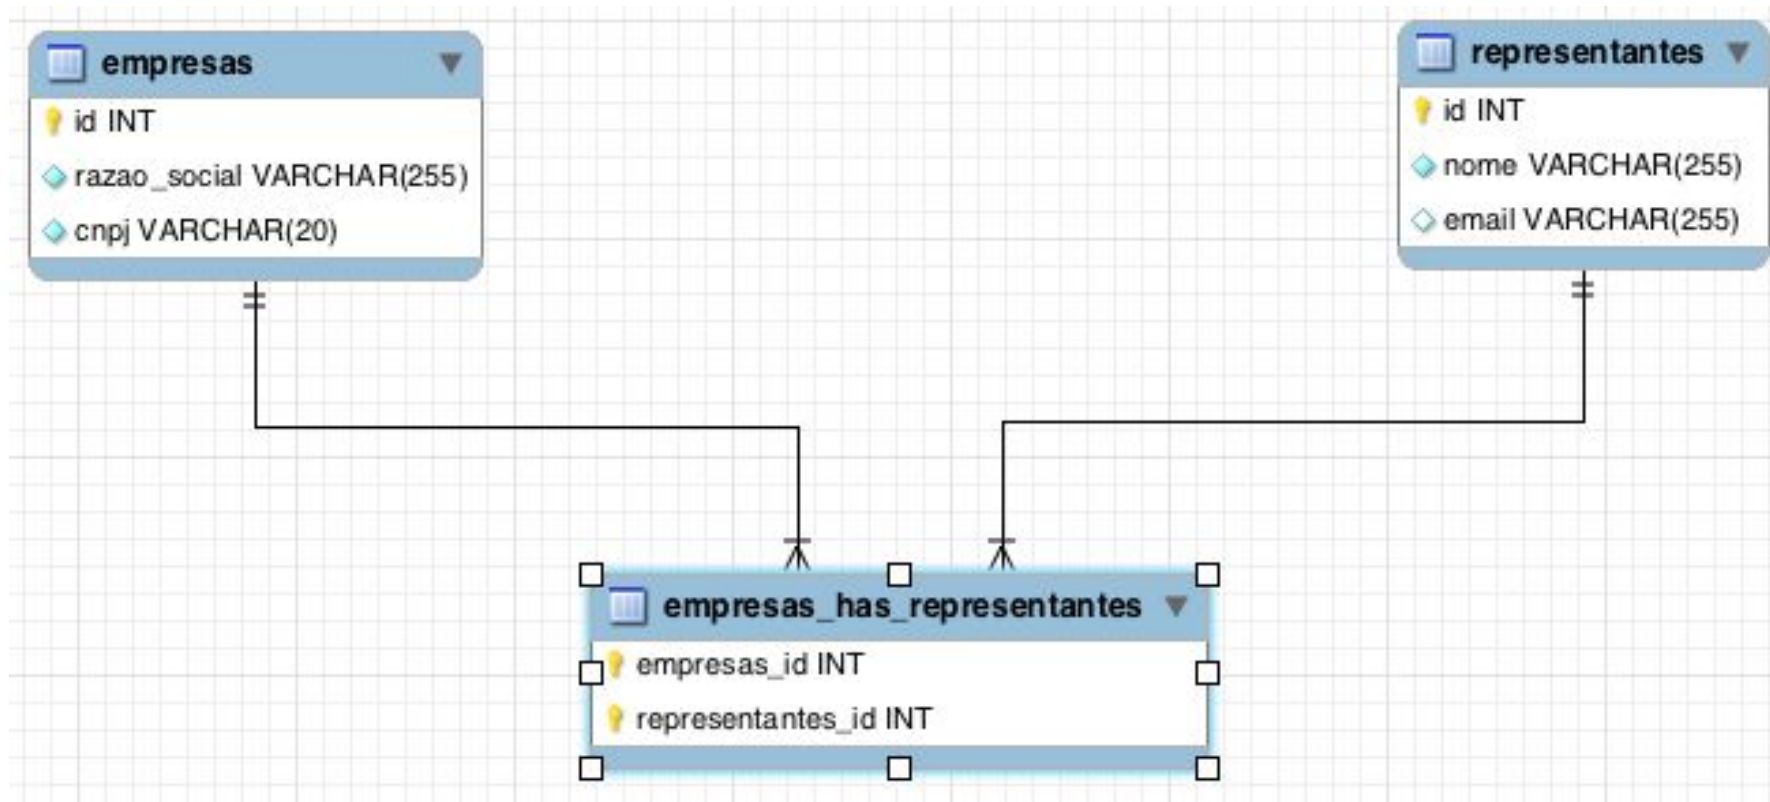 empresas
id INT
razao_social VARCHAR(255)
cnpj VARCHAR(20)
representantes
id INT
nome VARCHAR(255)
email VARCHAR(255)
empresas_has_representantes
empresas_id INT
representantes_id INT